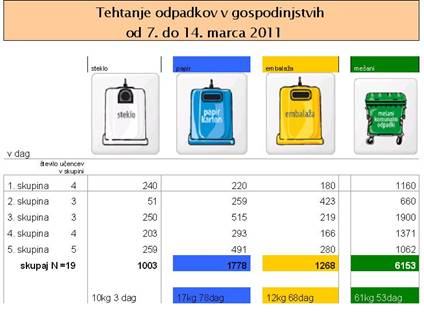 Tehtanje odpadkov v gospodinjstvih
od 7. do 14. marca 2011
steklo papir embalaža mešani
steklo papir karton embalaža mešani komunalni odpadki
v dag
število učencev
v skupini
1. skupina 4 240 220 180 1160
2. skupina 3 51 259 423 660
3. skupina 3 250 515 219 1900
4. skupina 4 203 293 166 1371
5. skupina 5 259 491 280 1062
skupaj N =19 1003 1778 1268 6153
10kg 3 dag 17kg 78dag 12kg 68dag 61kg 53dag